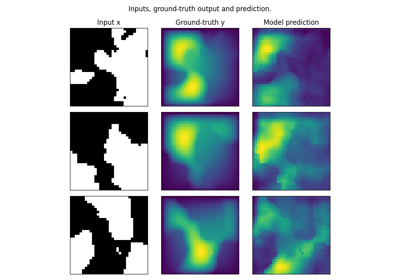 Inputs, ground-truth output and prediction.
Input x
Ground-truth y
Model prediction